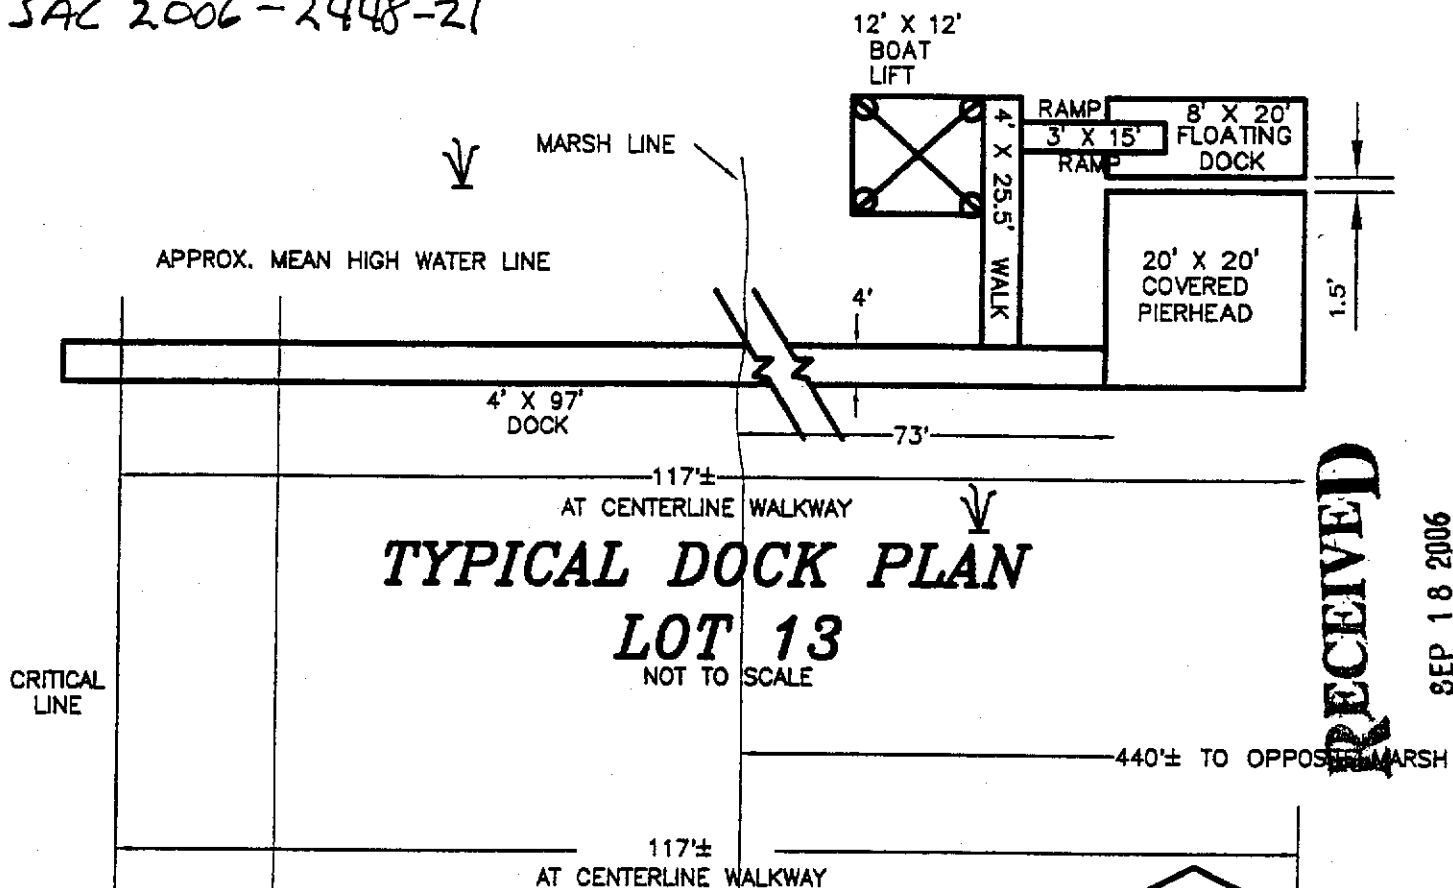 SAC 2006-2448-21
12' X 12'
BOAT
LIFT
MARSH LINE
RAMP
3' X 15'
RAMP
8' X 20'
FLOATING
DOCK
4' X 25.5' WALK
APPROX. MEAN HIGH WATER LINE
20' X 20'
COVERED
PIERHEAD
1.5'
4'
4' X 97'
DOCK
73'
117'±
AT CENTERLINE WALKWAY
TYPICAL DOCK PLAN
LOT 13
NOT TO SCALE
CRITICAL
LINE
RECEIVED
SEP 18 2006
440'± TO OPPOSITE MARSH
117'±
AT CENTERLINE WALKWAY